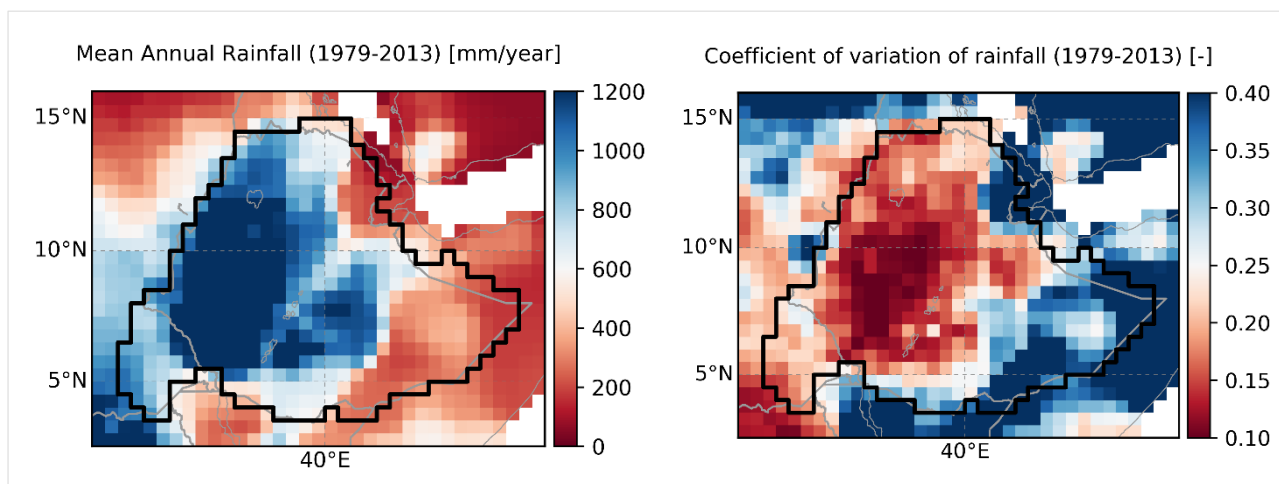 Mean Annual Rainfall (1979-2013) [mm/year]
15°N
10°N
5°N
40°E
1200
1000
800
600
400
200
0
Coefficient of variation of rainfall (1979-2013) [-]
15°N
10°N
5°N
40°E
0.40
0.35
0.30
0.25
0.20
0.15
0.10